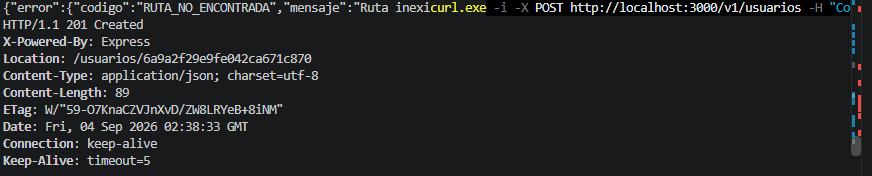 {"error":{"codigo":"RUTA_NO_ENCONTRADA","mensaje":"Ruta inexicurl.exe -i -X POST http://localhost:3000/v1/usuarios -H "Co
HTTP/1.1 201 Created
X-Powered-By: Express
Location: /usuarios/6a9a2f29e9fe042ca671c870
Content-Type: application/json; charset=utf-8
Content-Length: 89
ETag: W/"59-O7KnaCZVJnXvD/ZW8LRYeB+8iNM"
Date: Fri, 04 Sep 2026 02:38:33 GMT
Connection: keep-alive
Keep-Alive: timeout=5